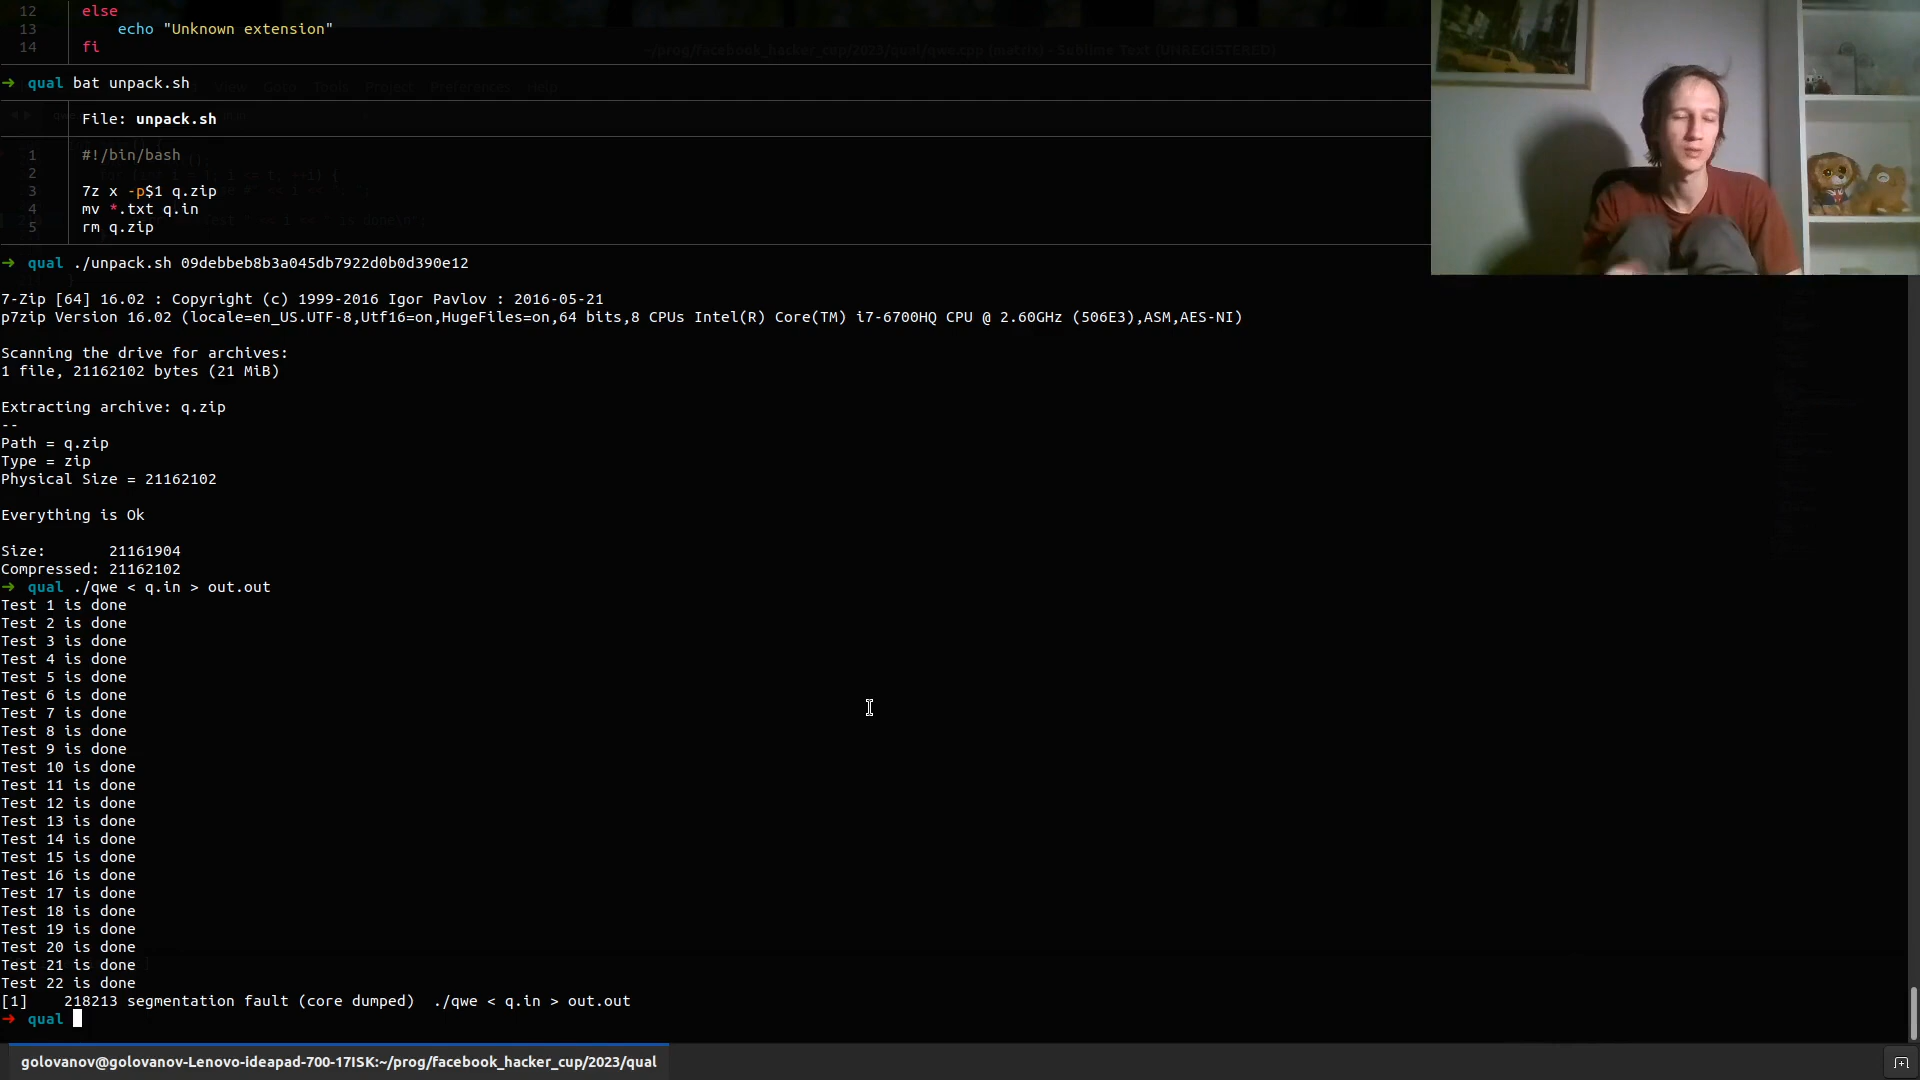 12 else
13 echo "Unknown extension"
14 fi
~/prog/facebook_hacker_cup/2023/qual/qwe.cpp (matrix) - Sublime Text (UNREGISTERED)
→ qual bat unpack.sh
File: unpack.sh
1 #!/bin/bash
2
3 7z x -p$1 q.zip
4 mv *.txt q.in
5 rm q.zip
→ qual ./unpack.sh 09debbeb8b3a045db7922d0b0d390e12
7-Zip [64] 16.02 : Copyright (c) 1999-2016 Igor Pavlov : 2016-05-21
p7zip Version 16.02 (locale=en_US.UTF-8,Utf16=on,HugeFiles=on,64 bits,8 CPUs Intel(R) Core(TM) i7-6700HQ CPU @ 2.60GHz (506E3),ASM,AES-NI)
Scanning the drive for archives:
1 file, 21162102 bytes (21 MiB)
Extracting archive: q.zip
--
Path = q.zip
Type = zip
Physical Size = 21162102
Everything is Ok
Size: 21161904
Compressed: 21162102
→ qual ./qwe < q.in > out.out
Test 1 is done
Test 2 is done
Test 3 is done
Test 4 is done
Test 5 is done
Test 6 is done
Test 7 is done
Test 8 is done
Test 9 is done
Test 10 is done
Test 11 is done
Test 12 is done
Test 13 is done
Test 14 is done
Test 15 is done
Test 16 is done
Test 17 is done
Test 18 is done
Test 19 is done
Test 20 is done
Test 21 is done
Test 22 is done
[1] 218213 segmentation fault (core dumped) ./qwe < q.in > out.out
→ qual
golovanov@golovanov-Lenovo-ideapad-700-17ISK:~/prog/facebook_hacker_cup/2023/qual